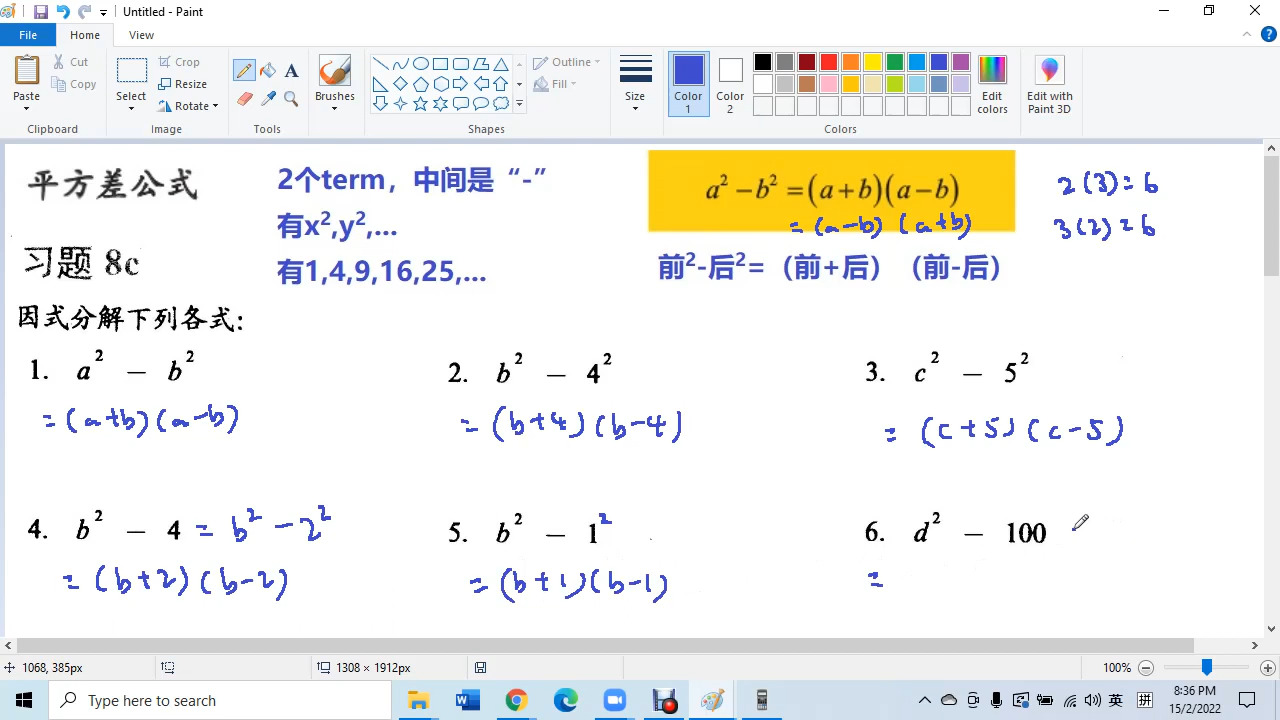 Untitled - Paint
File Home View
Paste Cut Copy Select Crop Resize Rotate Brushes Outline Fill Size Color 1 Color 2 Edit colors Edit with Paint 3D
Clipboard Image Tools Shapes Colors
平方差公式
2个term，中间是“-”
有x²,y²,...
有1,4,9,16,25,...
a² − b² = (a + b)(a − b)
= (a−b) (a+b)
前²-后²=（前+后）（前-后）
2(3)=6
3(2)=6
习题 8c
因式分解下列各式:
1. a² − b²
= (a+b)(a−b)
2. b² − 4²
= (b+4)(b−4)
3. c² − 5²
= (c+5)(c−5)
4. b² − 4 = b² − 2²
= (b+2)(b−2)
5. b² − 1²
= (b+1)(b−1)
6. d² − 100
=
1068, 385px 1308 × 1912px 100%
Type here to search
英 拼 8:36 PM
15/2/2022